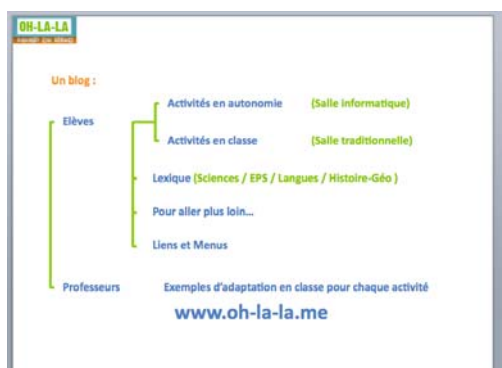 OH-LA-LA
Un blog :
Elèves
Activités en autonomie (Salle informatique)
Activités en classe (Salle traditionnelle)
Lexique (Sciences / EPS / Langues / Histoire-Géo )
Pour aller plus loin…
Liens et Menus
Professeurs Exemples d'adaptation en classe pour chaque activité
www.oh-la-la.me